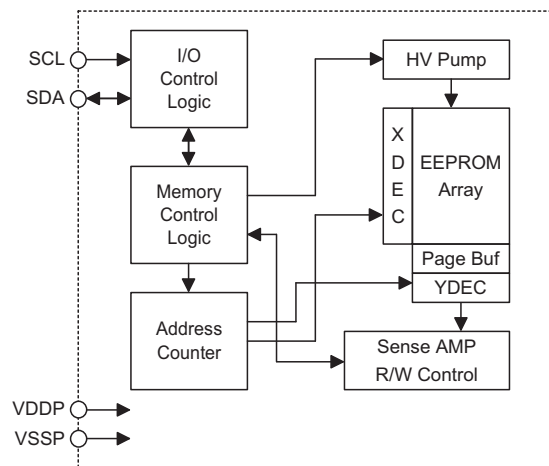 SCL
SDA
I/O
Control
Logic
HV Pump
X
D
E
C
EEPROM
Array
Memory
Control
Logic
Page Buf
YDEC
Address
Counter
Sense AMP
R/W Control
VDDP
VSSP